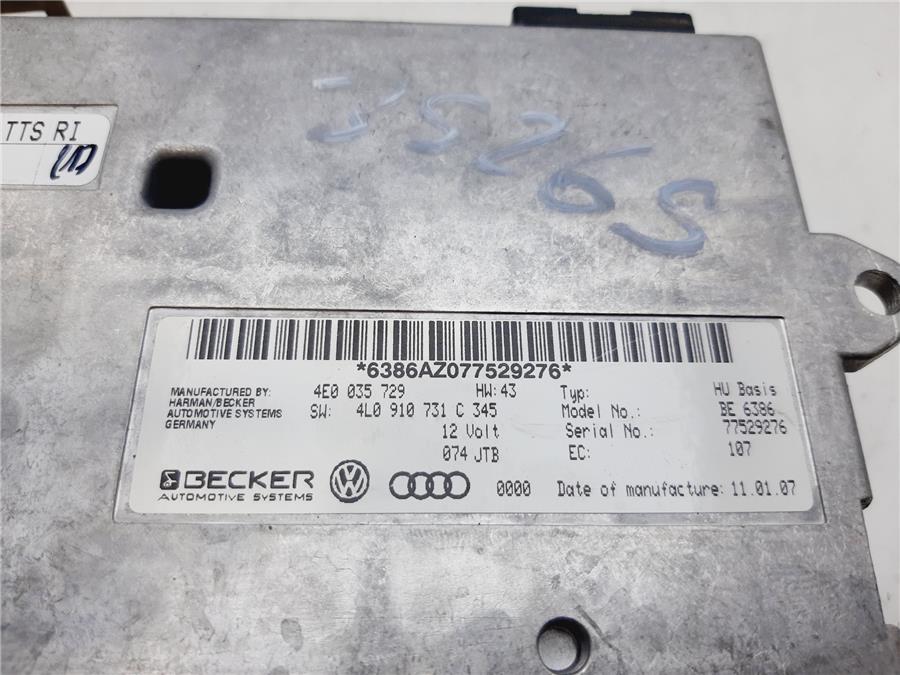 TTS RI
*6386AZ077529276*
MANUFACTURED BY:
HARMAN/BECKER
AUTOMOTIVE SYSTEMS
GERMANY
4E0 035 729 HW: 43
SW: 4L0 910 731 C 345
12 Volt
074 JTB
Typ: HU Basis
Model No.: BE 6386
Serial No.: 77529276
EC: 107
BECKER
AUTOMOTIVE SYSTEMS
0000 Date of manufacture: 11.01.07